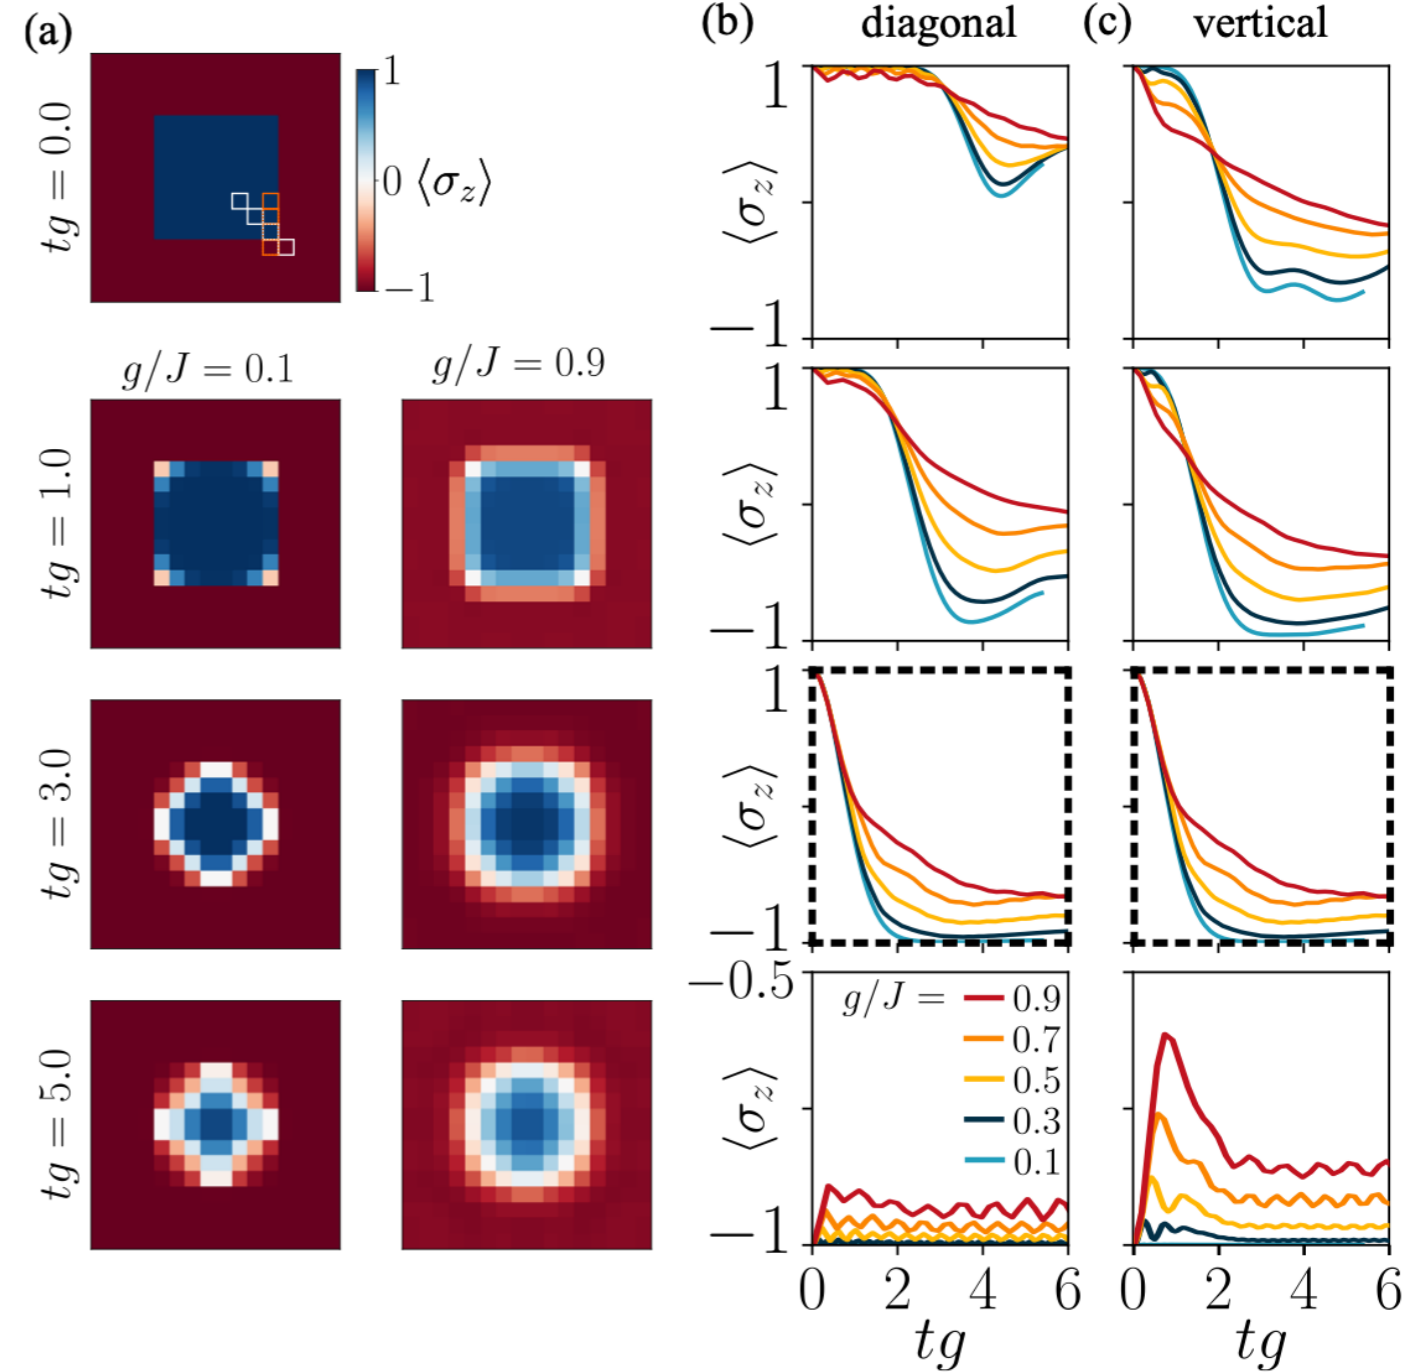 (a)
tg = 0.0
1
0 ⟨σz⟩
−1
g/J = 0.1
g/J = 0.9
tg = 1.0
tg = 3.0
tg = 5.0
(b) diagonal
1
⟨σz⟩
−1
1
⟨σz⟩
−1
1
⟨σz⟩
−1
−0.5
g/J =
0.9
0.7
0.5
0.3
0.1
⟨σz⟩
−1
0 2 4 6
tg
(c) vertical
0 2 4 6
tg